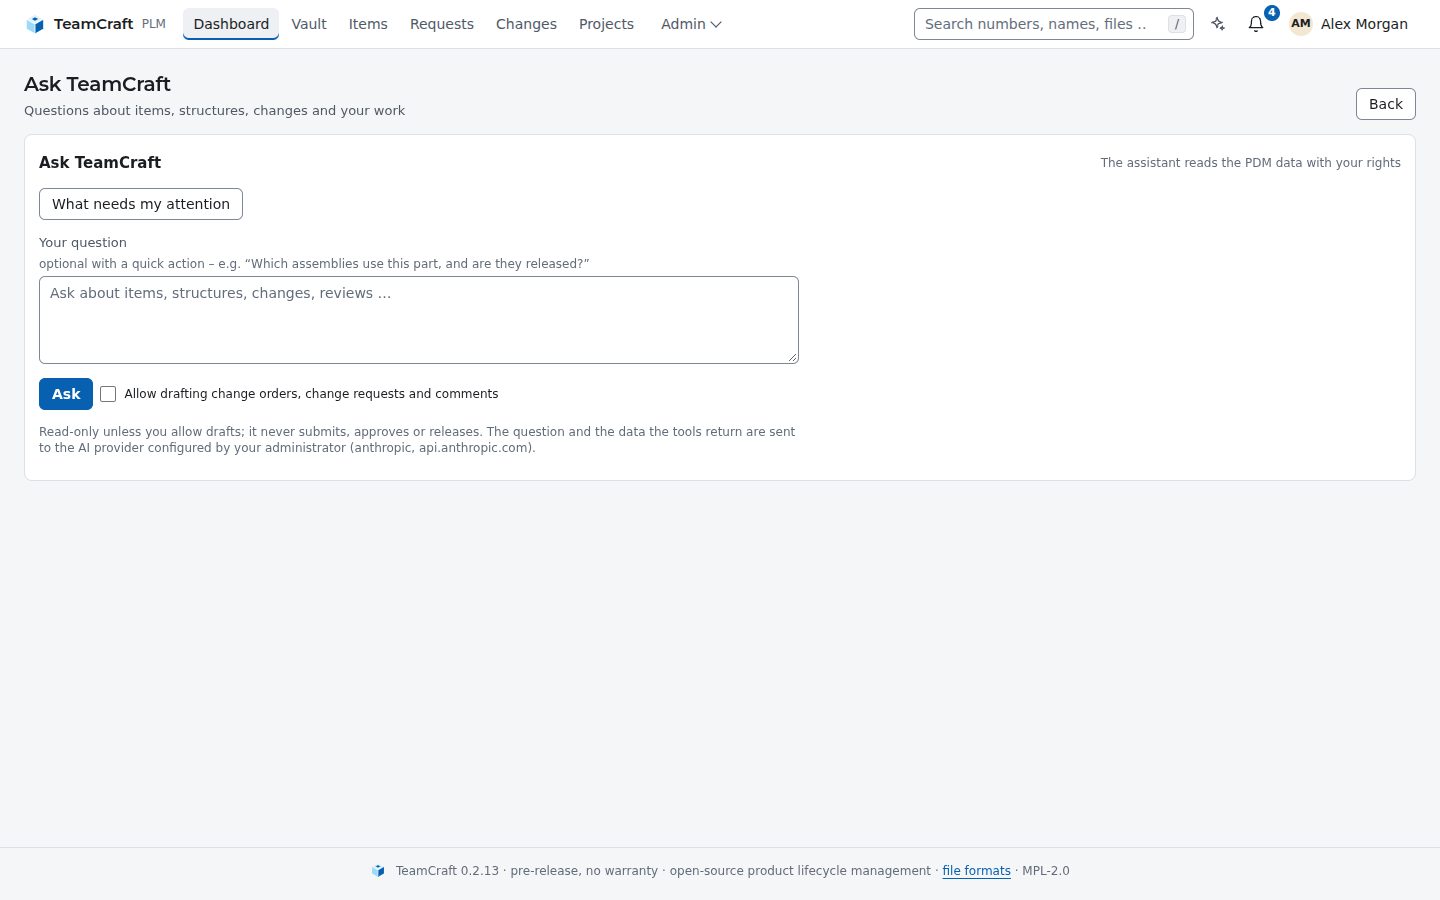 TeamCraft PLM Dashboard Vault Items Requests Changes Projects Admin Search numbers, names, files .. / 4 AM Alex Morgan
Ask TeamCraft
Questions about items, structures, changes and your work
Back
Ask TeamCraft The assistant reads the PDM data with your rights
What needs my attention
Your question
optional with a quick action – e.g. “Which assemblies use this part, and are they released?”
Ask about items, structures, changes, reviews ...
Ask Allow drafting change orders, change requests and comments
Read-only unless you allow drafts; it never submits, approves or releases. The question and the data the tools return are sent
to the AI provider configured by your administrator (anthropic, api.anthropic.com).
TeamCraft 0.2.13 · pre-release, no warranty · open-source product lifecycle management · file formats · MPL-2.0